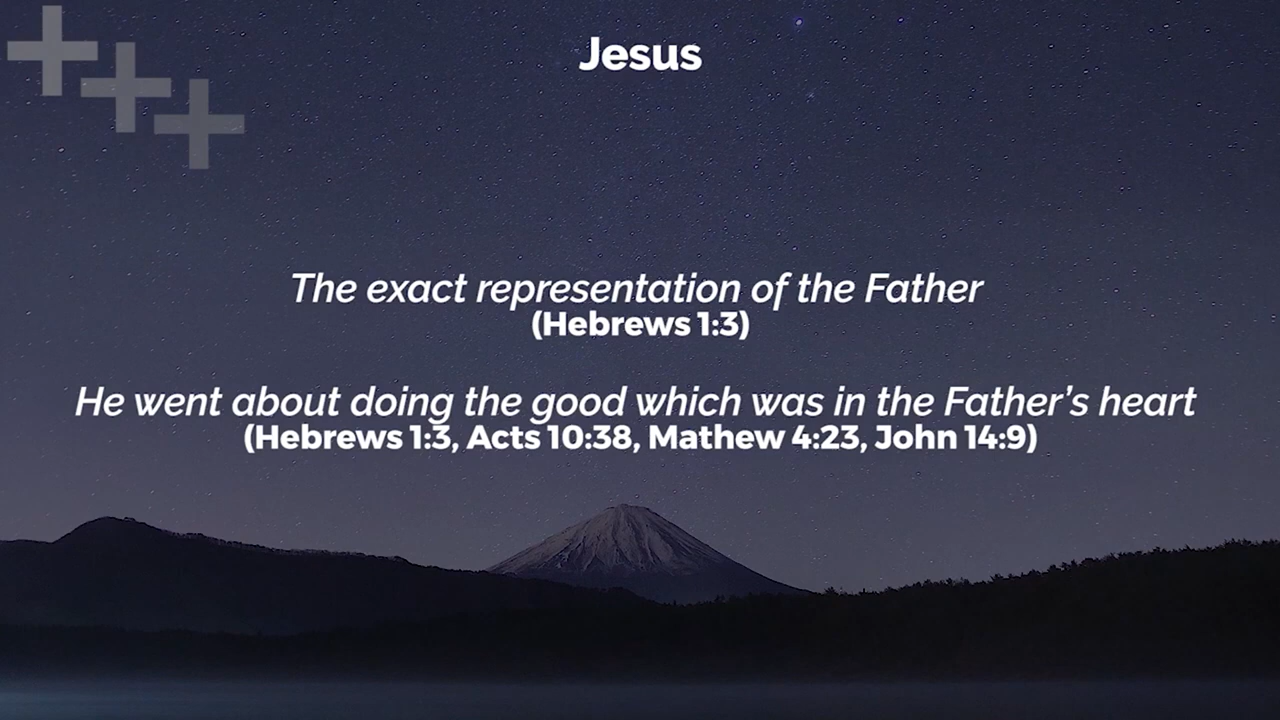 Jesus
The exact representation of the Father
(Hebrews 1:3)
He went about doing the good which was in the Father’s heart
(Hebrews 1:3, Acts 10:38, Mathew 4:23, John 14:9)